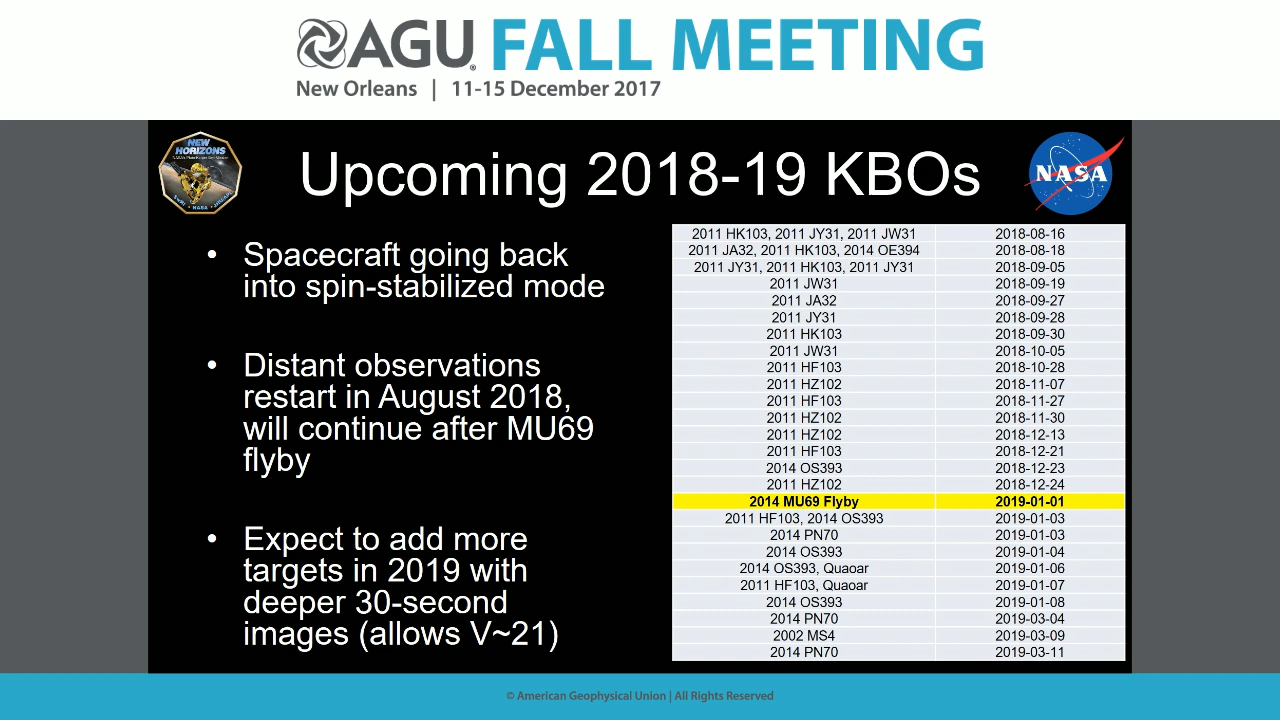 AGU FALL MEETING
New Orleans | 11-15 December 2017
NEW HORIZONS
Upcoming 2018-19 KBOs
NASA
• Spacecraft going back
into spin-stabilized mode
• Distant observations
restart in August 2018,
will continue after MU69
flyby
• Expect to add more
targets in 2019 with
deeper 30-second
images (allows V~21)
2011 HK103, 2011 JY31, 2011 JW31 2018-08-16
2011 JA32, 2011 HK103, 2014 OE394 2018-08-18
2011 JY31, 2011 HK103, 2011 JY31 2018-09-05
2011 JW31 2018-09-19
2011 JA32 2018-09-27
2011 JY31 2018-09-28
2011 HK103 2018-09-30
2011 JW31 2018-10-05
2011 HF103 2018-10-28
2011 HZ102 2018-11-07
2011 HF103 2018-11-27
2011 HZ102 2018-11-30
2011 HZ102 2018-12-13
2011 HF103 2018-12-21
2014 OS393 2018-12-23
2011 HZ102 2018-12-24
2014 MU69 Flyby 2019-01-01
2011 HF103, 2014 OS393 2019-01-03
2014 PN70 2019-01-03
2014 OS393 2019-01-04
2014 OS393, Quaoar 2019-01-06
2011 HF103, Quaoar 2019-01-07
2014 OS393 2019-01-08
2014 PN70 2019-03-04
2002 MS4 2019-03-09
2014 PN70 2019-03-11
© American Geophysical Union | All Rights Reserved